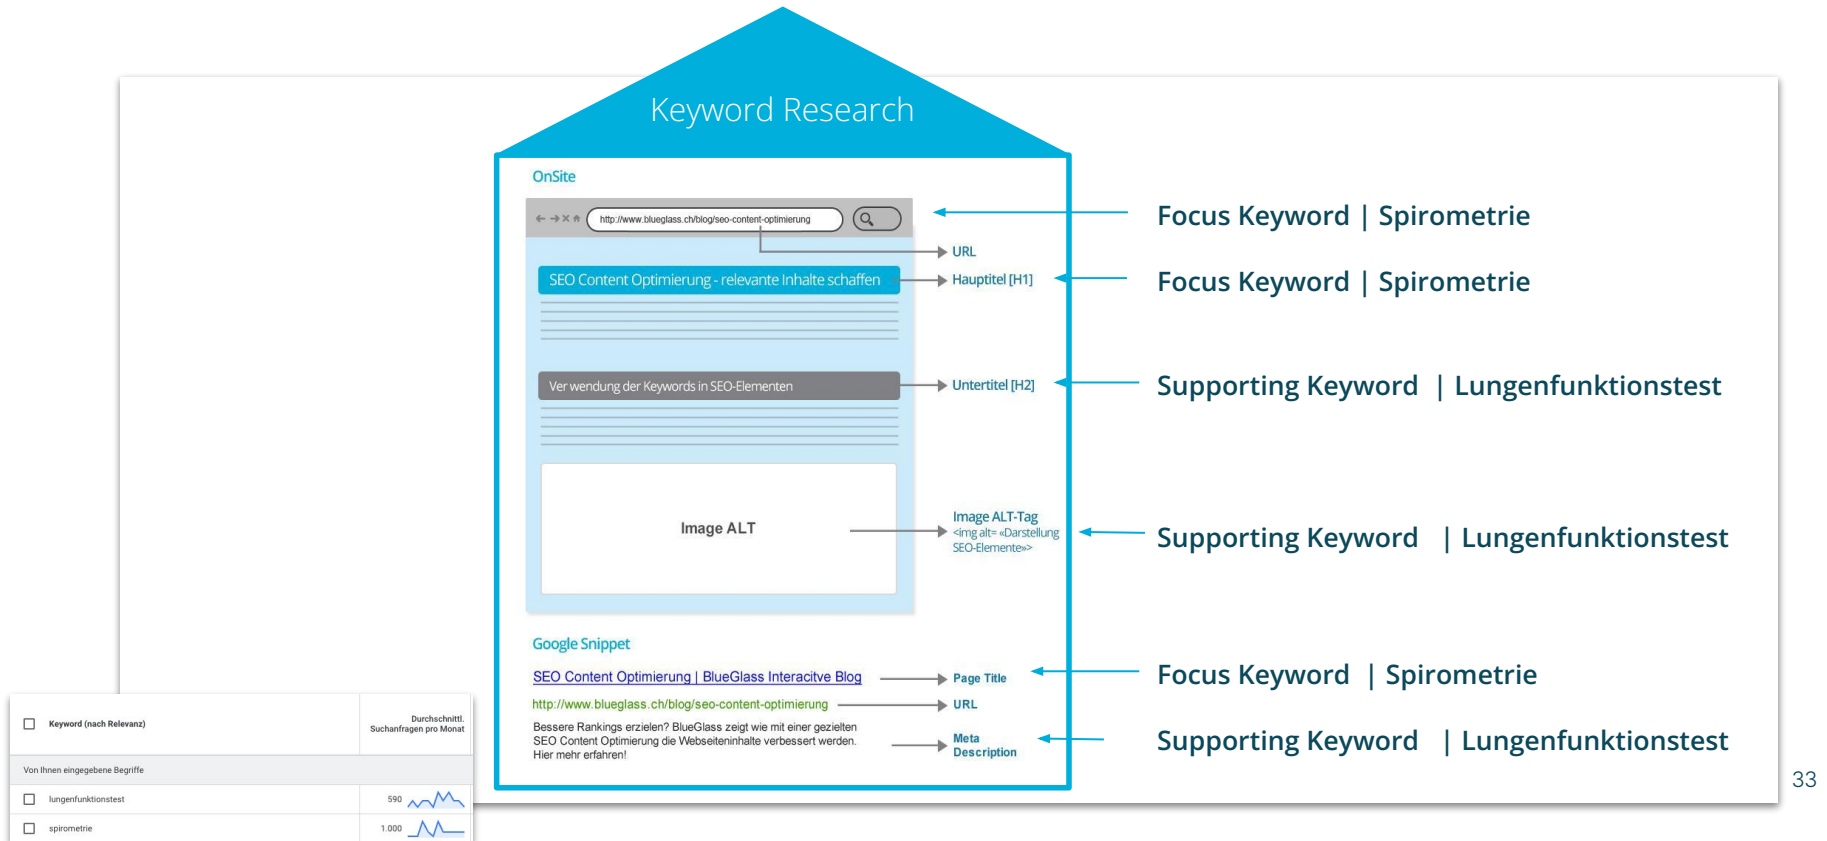 Keyword Research
OnSite
http://www.blueglass.ch/blog/seo-content-optimierung
Focus Keyword | Spirometrie
URL
SEO Content Optimierung - relevante Inhalte schaffen
Hauptitel [H1]
Focus Keyword | Spirometrie
Ver wendung der Keywords in SEO-Elementen
Untertitel [H2]
Supporting Keyword | Lungenfunktionstest
Image ALT
Image ALT-Tag
<img alt= «Darstellung
SEO-Elemente»>
Supporting Keyword | Lungenfunktionstest
Google Snippet
SEO Content Optimierung | BlueGlass Interacitve Blog
Page Title
Focus Keyword | Spirometrie
http://www.blueglass.ch/blog/seo-content-optimierung
URL
Bessere Rankings erzielen? BlueGlass zeigt wie mit einer gezielten
SEO Content Optimierung die Webseiteninhalte verbessert werden.
Hier mehr erfahren!
Meta
Description
Supporting Keyword | Lungenfunktionstest
Keyword (nach Relevanz)
Durchschnittl.
Suchanfragen pro Monat
Von Ihnen eingegebene Begriffe
lungenfunktionstest
590
spirometrie
1.000
33